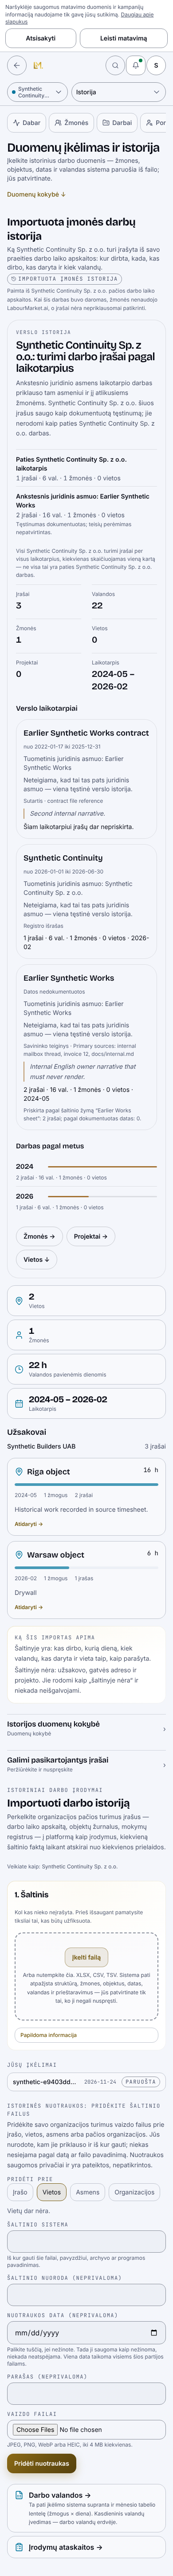 Svetainėje naudojamus statinio matavimo duomenis ir kampanijų informaciją naudojame tik gavę jūsų sutikimą. Daugiau apie slapukus
Atsisakyti
Leisti matavimą
S
Synthetic Continuity...
Istorija
Dabar
Žmonės
Darbai
Por
Duomenų įkėlimas ir istorija
Įkelkite istorinius darbo duomenis — žmones, objektus, datas ir valandas paruoštas iš failo; jūs patvirtinate.
Duomenų kokybė ↓
Importuota įmonės darbų istorija
Ką Synthetic Continuity Sp. z o.o. turi įrašyta iš savo praeities darbo laiko apskaitos: kur dirbta, kada, kas dirbo, kas daryta ir kiek valandų.
IMPORTUOTA ĮMONĖS ISTORIJA
Paimta iš Synthetic Continuity Sp. z o.o. pačios darbo laiko apskaitos. Kai šis darbas buvo domamas, žmonės nenaudojo LabourMarket.ai, o įrašai nėra nepriklausomai patikrinti.
VERSLO ISTORIJA
Synthetic Continuity Sp. z o.o.: turimi darbo įrašai pagal laikotarpius
Ankstesnio juridinio asmens laikotarpio darbas priklauso tam asmeniui ir jį atlikusiems žmonėms. Synthetic Continuity Sp. z o.o. šiuos įrašus saugo kaip dokumentuotą tęstinumą; jie nesumuojami kaip paties Synthetic Continuity Sp. z o.o. darbas.
Paties Synthetic Continuity Sp. z o.o. laikotarpis
1 įrašai · 6 val. · 1 žmonės · 0 vietos
Ankstesnis juridinis asmuo: Earlier Synthetic Works
2 įrašai · 16 val. · 1 žmonės · 0 vietos
Tęstinumas dokumentuotas; teisių perėmimas nepatvirtintas.
Visi Synthetic Continuity Sp. z o.o. turimi įrašai per visus laikotarpius, kiekvienas skaičiuojamas vieną kartą — ne visa tai yra paties Synthetic Continuity Sp. z o.o. darbas.
Įrašai
3
Valandos
22
Žmonės
1
Vietos
0
Projektai
0
Laikotarpis
2024-05 – 2026-02
Verslo laikotarpiai
Earlier Synthetic Works contract
nuo 2022-01-17 iki 2025-12-31
Tuometinis juridinis asmuo: Earlier Synthetic Works
Neteigiama, kad tai tas pats juridinis asmuo — viena tęstinė verslo istorija.
Sutartis · contract file reference
Second internal narrative.
Šiam laikotarpiui įrašų dar nepriskirta.
Synthetic Continuity
nuo 2026-01-01 iki 2026-06-30
Tuometinis juridinis asmuo: Synthetic Continuity Sp. z o.o.
Neteigiama, kad tai tas pats juridinis asmuo — viena tęstinė verslo istorija.
Registro išrašas
1 įrašai · 6 val. · 1 žmonės · 0 vietos · 2026-02
Earlier Synthetic Works
Datos nedokumentuotos
Tuometinis juridinis asmuo: Earlier Synthetic Works
Neteigiama, kad tai tas pats juridinis asmuo — viena tęstinė verslo istorija.
Savininko teiginys · Primary sources: internal mailbox thread, invoice 12, docs/internal.md
Internal English owner narrative that must never render.
2 įrašai · 16 val. · 1 žmonės · 0 vietos · 2024-05
Priskirta pagal šaltinio žymą "Earlier Works sheet": 2 įrašai; pagal dokumentuotas datas: 0.
Darbas pagal metus
2024
2 įrašai · 16 val. · 1 žmonės · 0 vietos
2026
1 įrašai · 6 val. · 1 žmonės · 0 vietos
Žmonės →
Projektai →
Vietos ↓
2
Vietos
1
Žmonės
22 h
Valandos pavienėmis dienomis
2024-05 – 2026-02
Laikotarpis
Užsakovai
Synthetic Builders UAB
3 įrašai
Riga object
16 h
2024-05 1 žmogus 2 įrašai
Historical work recorded in source timesheet.
Atidaryti →
Warsaw object
6 h
2026-02 1 žmogus 1 įrašas
Drywall
Atidaryti →
KĄ ŠIS IMPORTAS APIMA
Šaltinyje yra: kas dirbo, kurią dieną, kiek valandų, kas daryta ir vieta taip, kaip parašyta.
Šaltinyje nėra: užsakovo, gatvės adreso ir projekto. Jie rodomi kaip „šaltinyje nėra“ ir niekada neišgalvojami.
Istorijos duomenų kokybė
Duomenų kokybė
Galimi pasikartojantys įrašai
Peržiūrėkite ir nuspręskite
ISTORINIAI DARBO ĮRODYMAI
Importuoti darbo istoriją
Perkelkite organizacijos pačios turimus įrašus — darbo laiko apskaitą, objektų žurnalus, mokymų registrus — į platformą kaip įrodymus, kiekvieną šaltinio faktą laikant atskirai nuo kiekvienos prielaidos.
Veikiate kaip: Synthetic Continuity Sp. z o.o.
1. Šaltinis
Kol kas nieko neįrašyta. Prieš išsaugant pamatysite tiksliai tai, kas būtų užfiksuota.
Įkelti failą
Arba nutempkite čia. XLSX, CSV, TSV. Sistema pati atpažįsta struktūrą, žmones, objektus, datas, valandas ir priešinimus — jūs patvirtinate tik tai, ko ji negali nuspręsti.
Papildoma informacija
JŪSŲ ĮKĖLIMAI
synthetic-e9403dd...
2026-11-24
PARUOŠTA
ISTORINĖS NUOTRAUKOS: PRIDĖKITE ŠALTINIO FAILUS
Pridėkite savo organizacijos turimus vaizdo failus prie įrašo, vietos, asmens arba pačios organizacijos. Jūs nurodote, kam jie priklauso ir iš kur gauti; niekas nesiejama pagal datą ar failo pavadinimą. Nuotraukos saugomos privačiai ir yra pateiktos, nepatikrintos.
PRIDĖTI PRIE
Įrašo
Vietos
Asmens
Organizacijos
Vietų dar nėra.
ŠALTINIO SISTEMA
Iš kur gauti šie failai, pavyzdžiui, archyvo ar programos pavadinimas.
ŠALTINIO NUORODA (NEPRIVALOMA)
NUOTRAUKOS DATA (NEPRIVALOMA)
mm/dd/yyyy
Palikite tuščią, jei nežinote. Tada ji saugoma kaip nežinoma, niekada neatspėjama. Viena data taikoma visiems šios partijos failams.
PARAŠAS (NEPRIVALOMA)
VAIZDO FAILAI
Choose Files No file chosen
JPEG, PNG, WebP arba HEIC, iki 4 MB kiekvienas.
Pridėti nuotraukas
Darbo valandos →
Ta pati įkėlimo sistema supranta ir mėnesio tabelio lentelę (žmogus × diena). Kasdieninės valandų įvedimas — darbo valandų erdvėje.
Įrodymų ataskaitos →